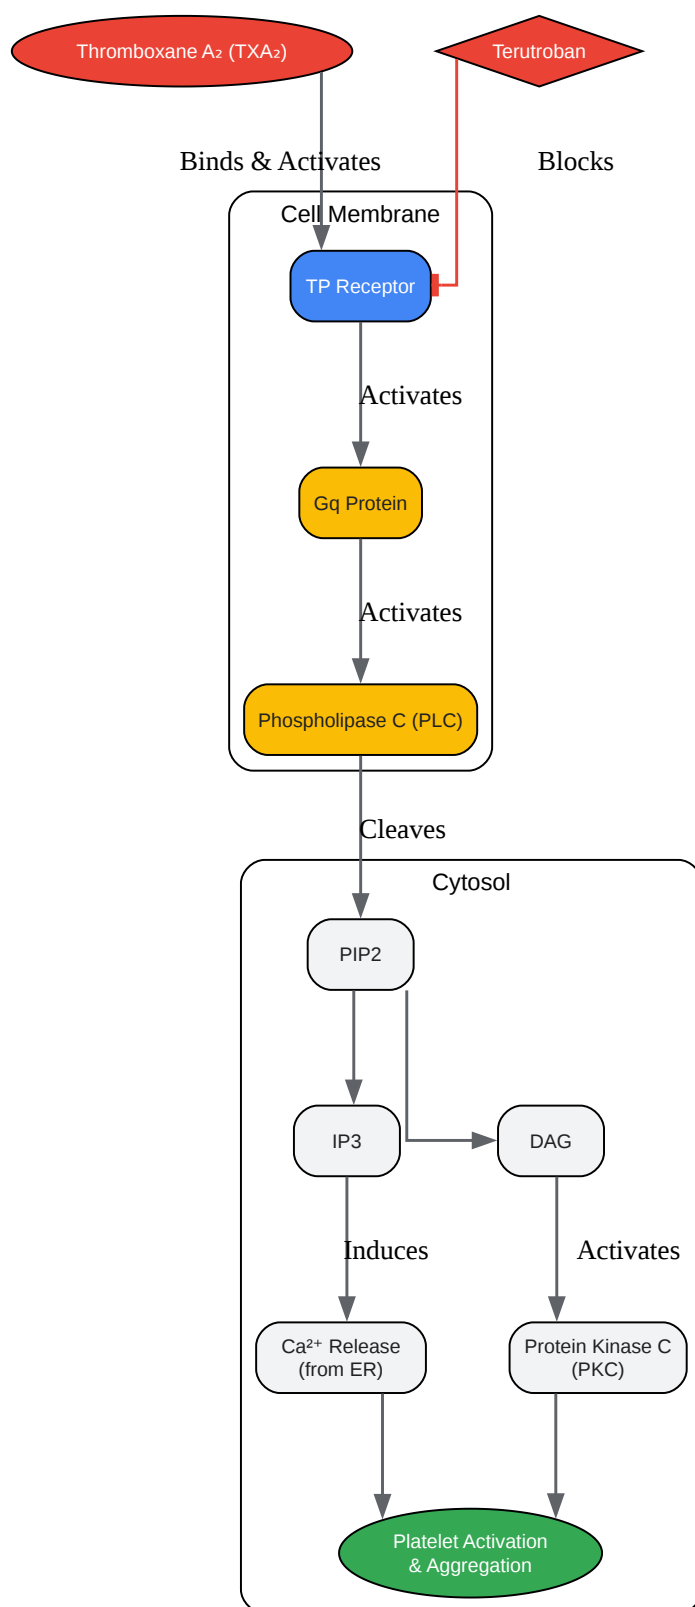 Thromboxane A₂ (TXA₂)
Terutroban
Binds & Activates
Blocks
Cell Membrane
TP Receptor
Activates
Gq Protein
Activates
Phospholipase C (PLC)
Cleaves
Cytosol
PIP2
IP3
DAG
Induces
Activates
Ca²⁺ Release
(from ER)
Protein Kinase C
(PKC)
Platelet Activation
& Aggregation